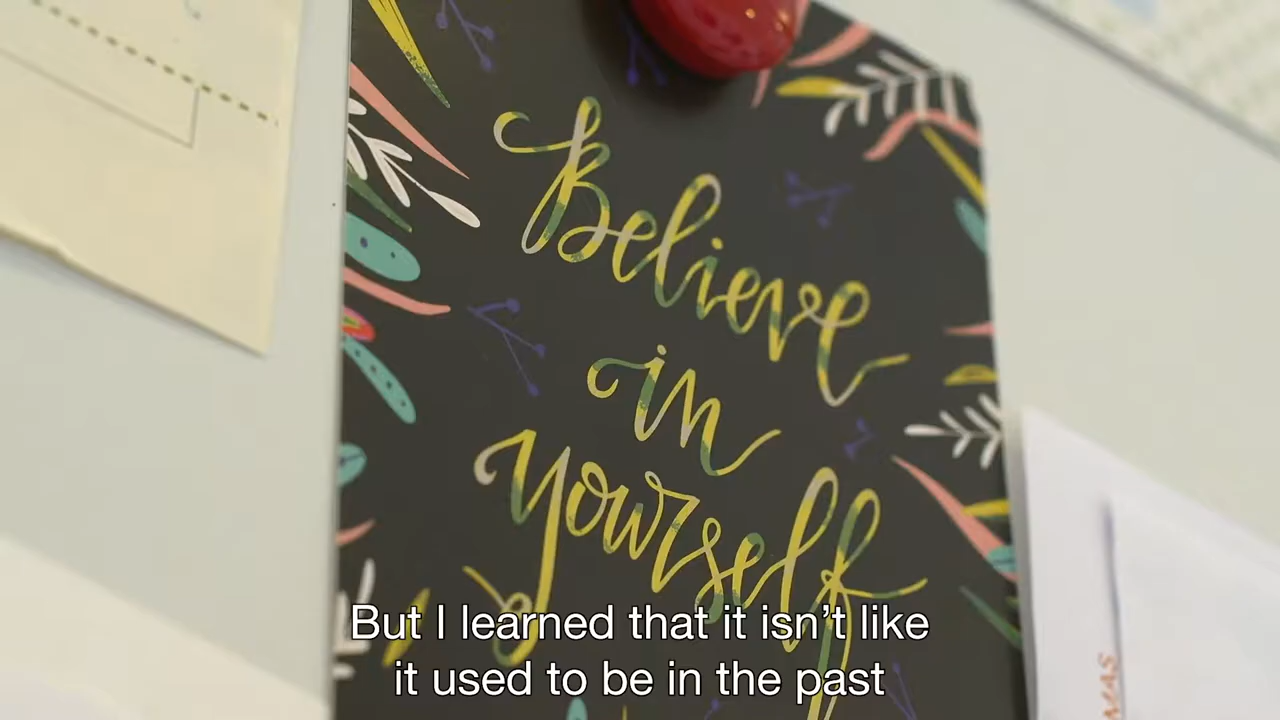 Believe
in
yourself
But I learned that it isn't like
it used to be in the past